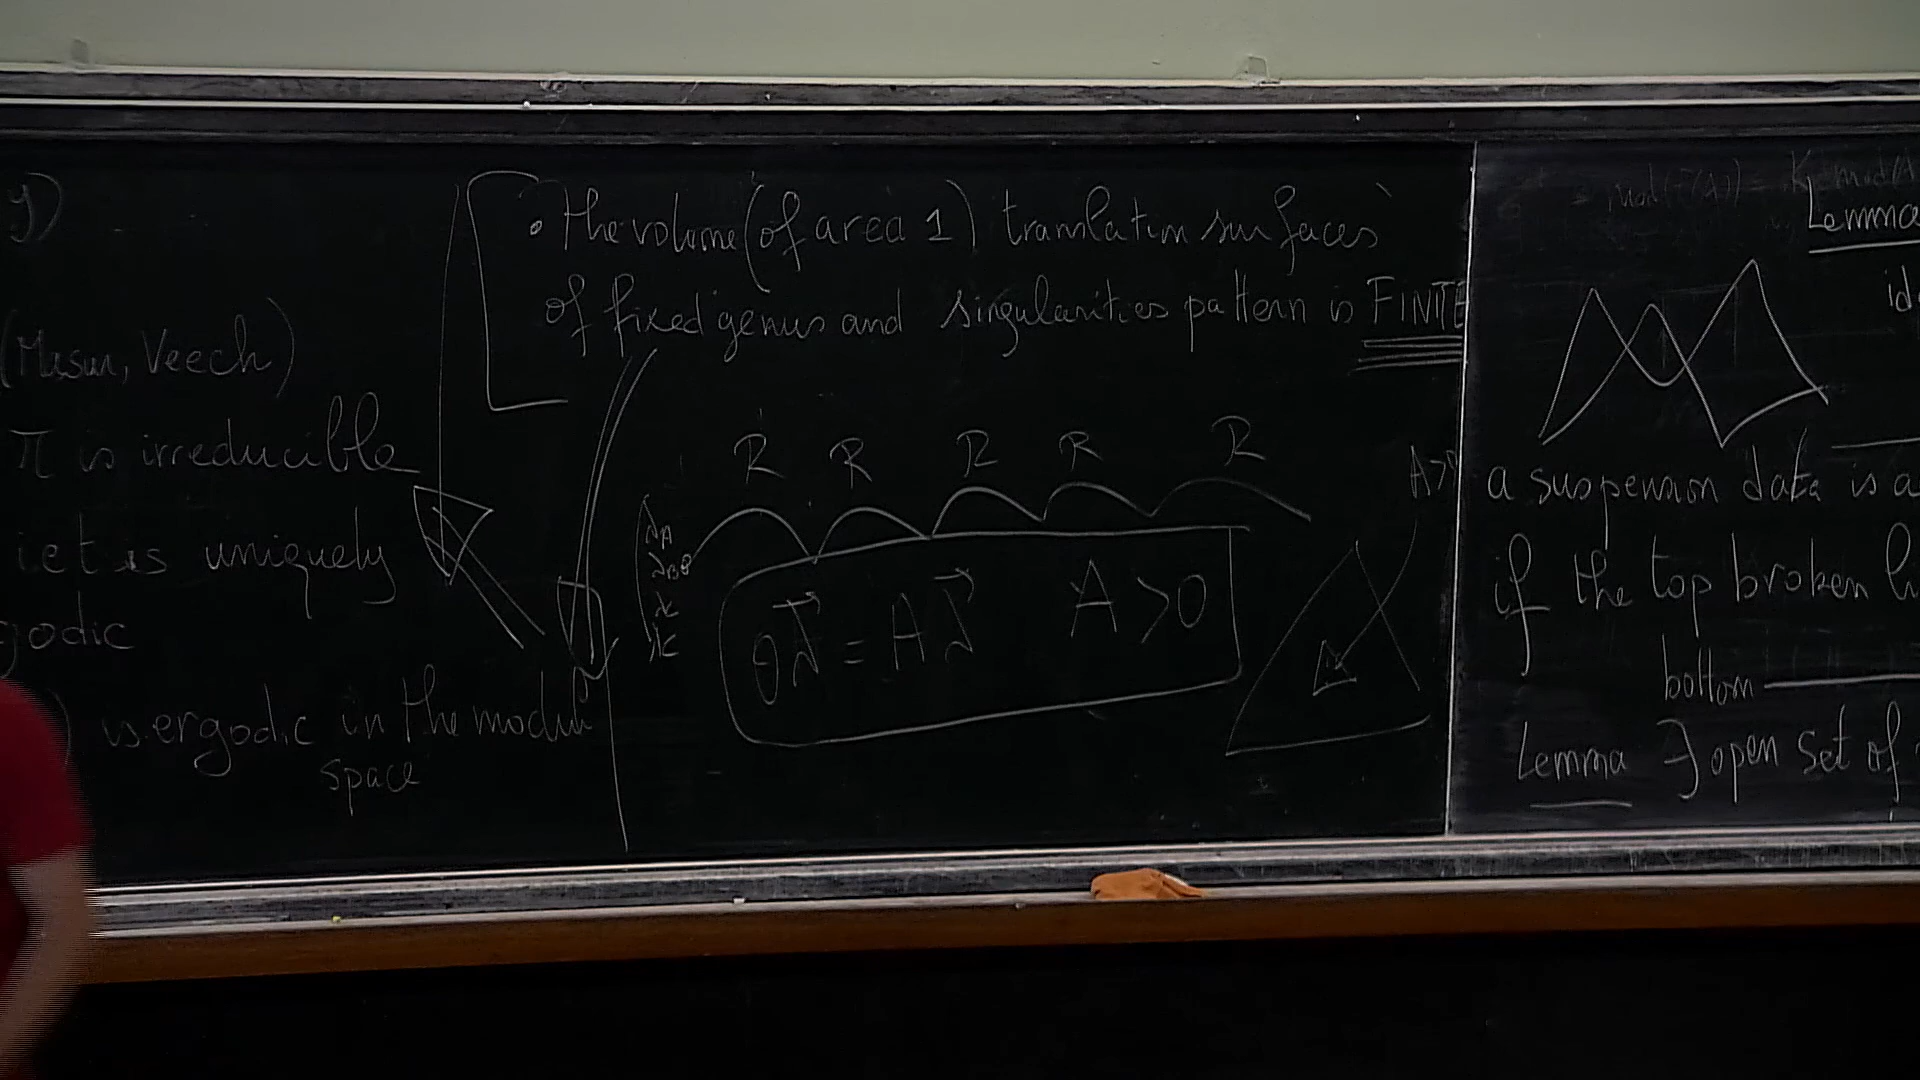 (Masur, Veech)
π is irreducible
iet is uniquely
godic
) is ergodic in the moduli
space
• The volume (of area 1) translation surfaces
of fixed genus and singularities pattern is FINITE
R R R R R
λA
λB
θλ⃗ = Aλ⃗ A > 0
Lemma
a suspension data is a
if the top broken li
bottom
Lemma ∃ open set of